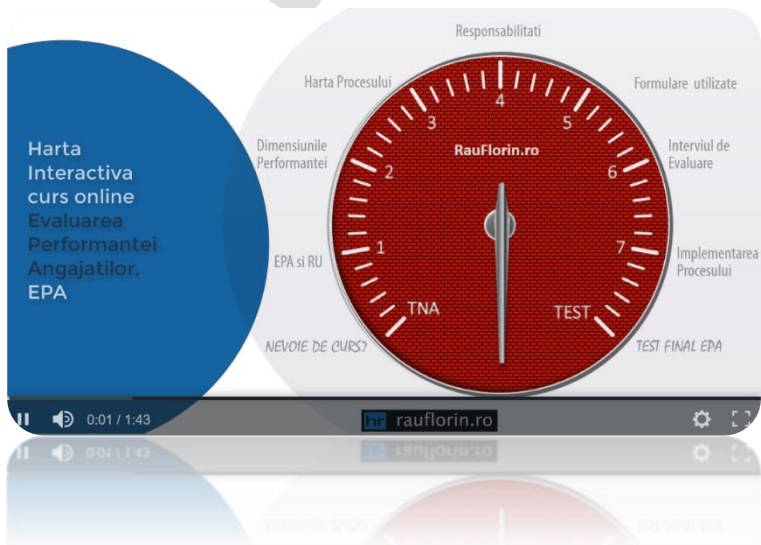 Harta
Interactiva
curs online
Evaluarea
Performantei
Angajatilor,
EPA
Responsabilitati
Harta Procesului
Formulare utilizate
Dimensiunile
Performantei
Interviul de
Evaluare
EPA si RU
Implementarea
Procesului
NEVOIE DE CURS?
TEST FINAL EPA
RauFlorin.ro
TNA
1
2
3
4
5
6
7
TEST
0:01 / 1:43
hr rauflorin.ro